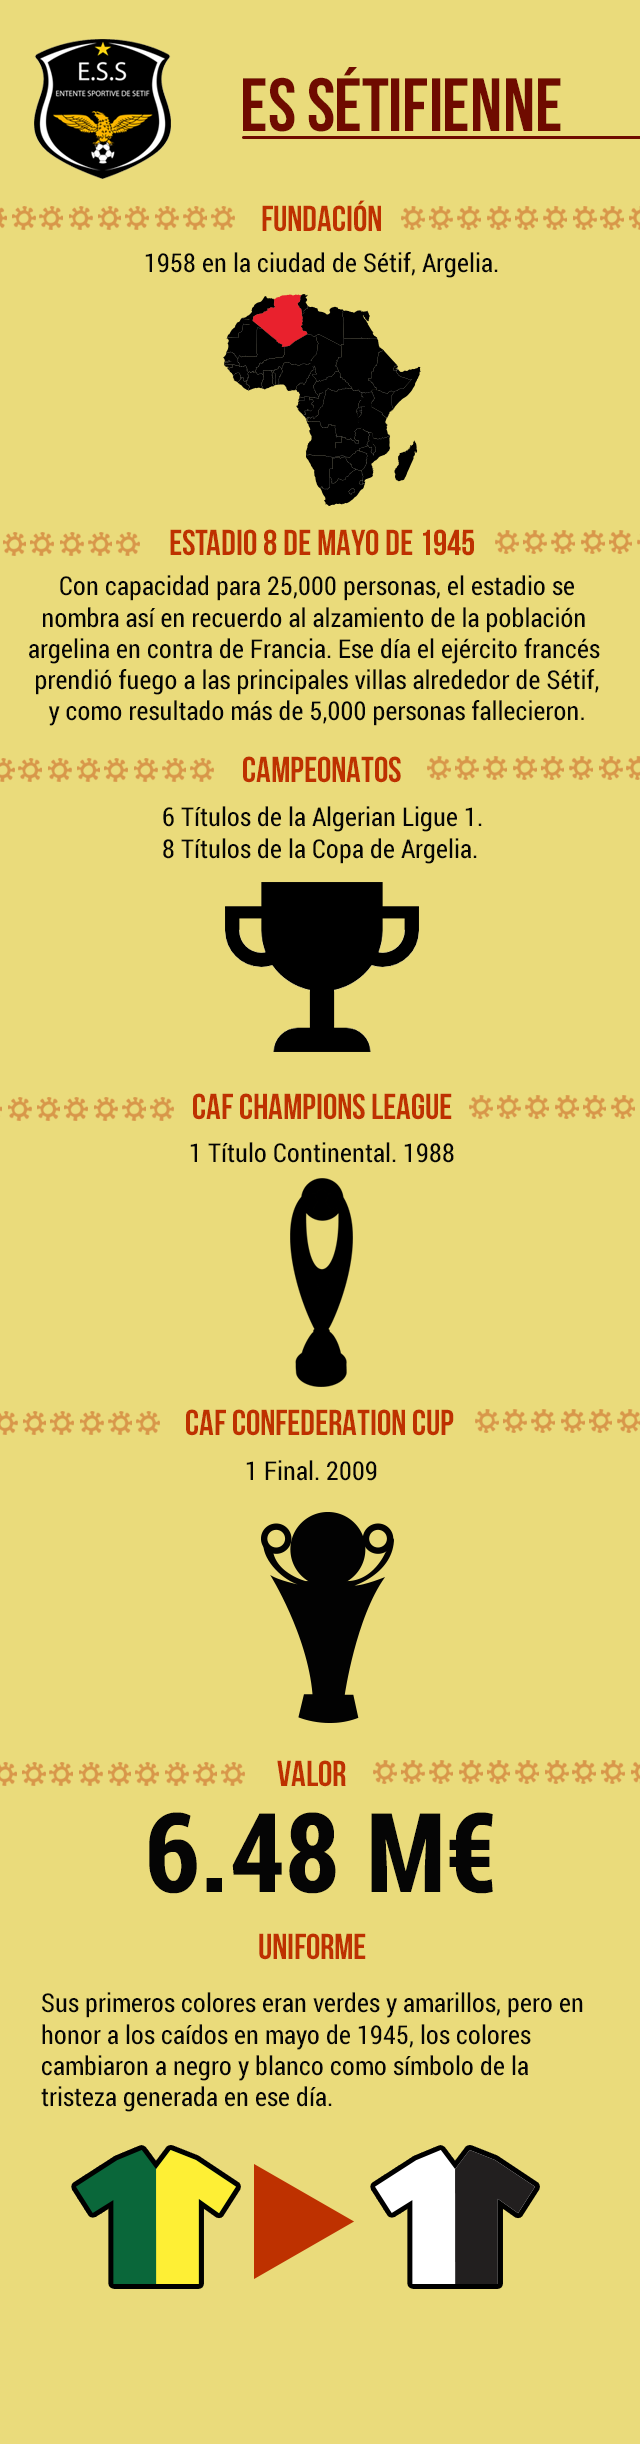 E.S.S
ENTENTE SPORTIVE DE SETIF
ES SÉTIFIENNE
FUNDACIÓN
1958 en la ciudad de Sétif, Argelia.
ESTADIO 8 DE MAYO DE 1945
Con capacidad para 25,000 personas, el estadio se
nombra así en recuerdo al alzamiento de la población
argelina en contra de Francia. Ese día el ejército francés
prendió fuego a las principales villas alrededor de Sétif,
y como resultado más de 5,000 personas fallecieron.
CAMPEONATOS
6 Títulos de la Algerian Ligue 1.
8 Títulos de la Copa de Argelia.
CAF CHAMPIONS LEAGUE
1 Título Continental. 1988
CAF CONFEDERATION CUP
1 Final. 2009
VALOR
6.48 M€
UNIFORME
Sus primeros colores eran verdes y amarillos, pero en
honor a los caídos en mayo de 1945, los colores
cambiaron a negro y blanco como símbolo de la
tristeza generada en ese día.